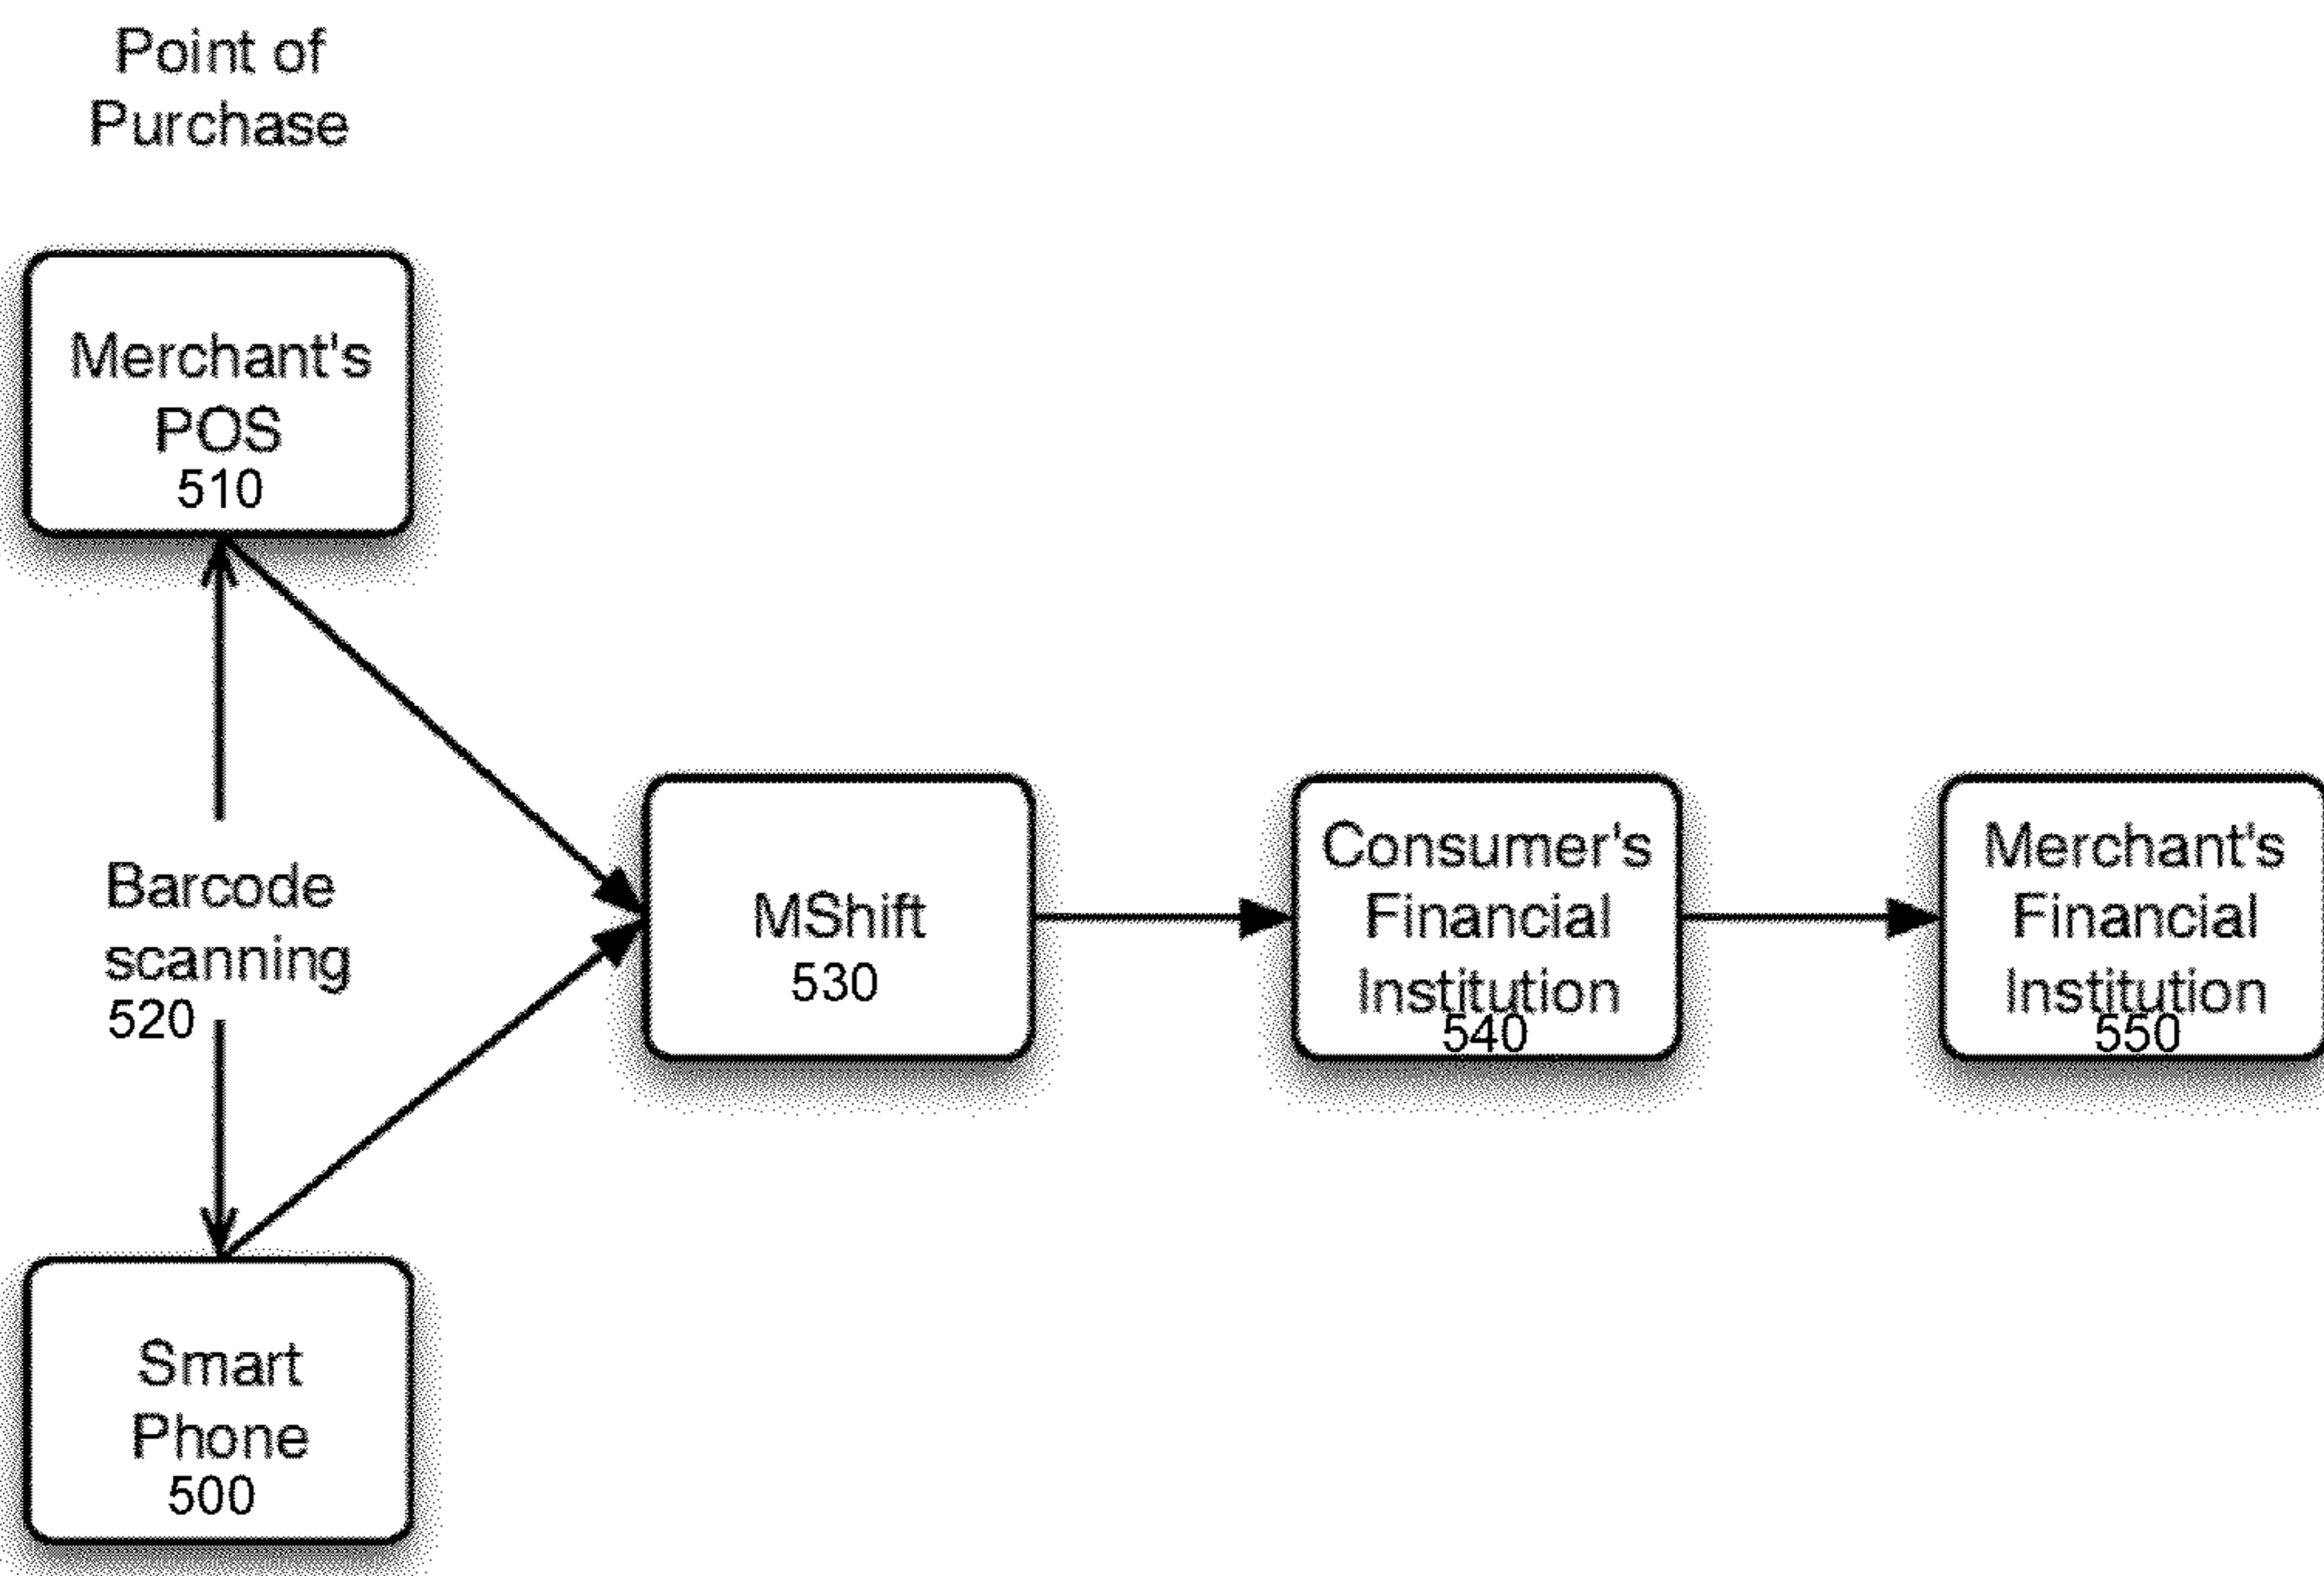 Point of
Purchase
Merchant's
POS
510
Barcode
scanning
520
Smart
Phone
500
MShift
530
Consumer's
Financial
Institution
540
Merchant's
Financial
Institution
550